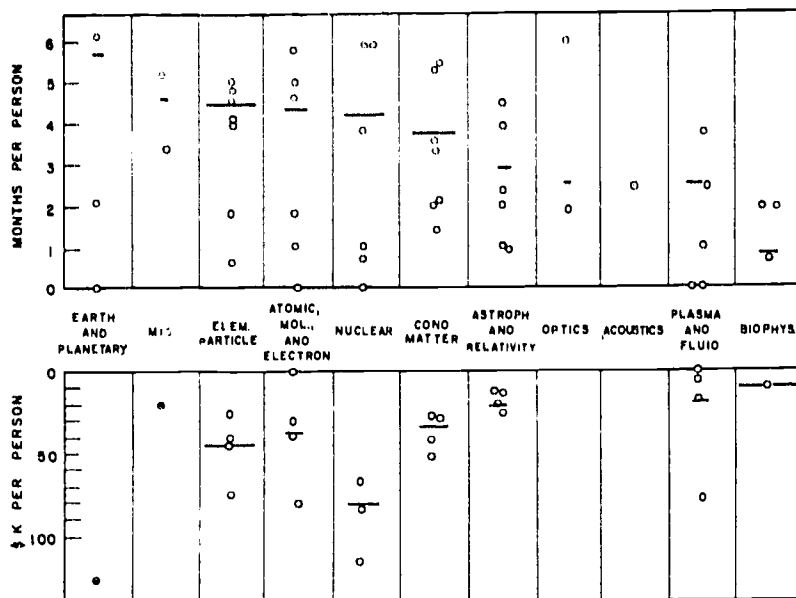 MONTHS PER PERSON
6
5
4
3
2
1
0
EARTH
AND
PLANETARY
ELEM.
PARTICLE
ATOMIC,
MOL.,
AND
ELECTRON
NUCLEAR
COND
MATTER
ASTROPH
AND
RELATIVITY
OPTICS
ACOUSTICS
PLASMA
AND
FLUID
BIOPHYS.
$ K PER PERSON
0
50
100